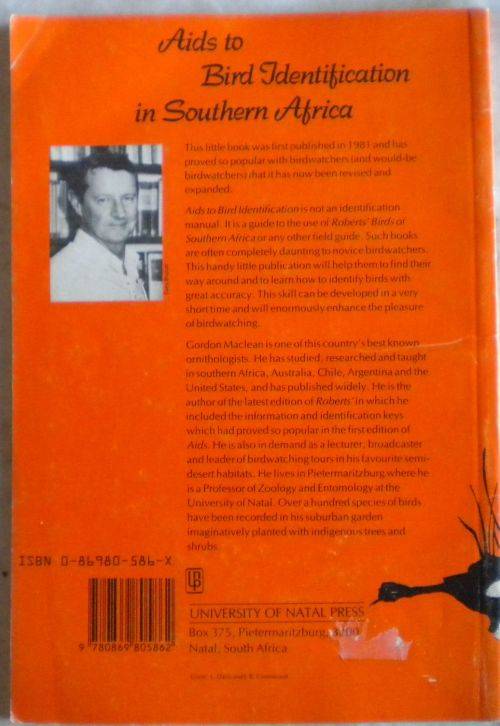 Aids to
Bird Identification
in Southern Africa
This little book was first published in 1981 and has
proved so popular with birdwatchers (and would-be
birdwatchers) that it has now been revised and
expanded.
Aids to Bird Identification is not an identification
manual. It is a guide to the use of Roberts' Birds of
Southern Africa or any other field guide. Such books
are often completely daunting to novice birdwatchers.
This handy little publication will help them to find their
way around and to learn how to identify birds with
great accuracy. This skill can be developed in a very
short time and will enormously enhance the pleasure
of birdwatching.
Gordon Maclean is one of this country's best known
ornithologists. He has studied, researched and taught
in southern Africa, Australia, Chile, Argentina and the
United States, and has published widely. He is the
author of the latest edition of Roberts' in which he
included the information and identification keys
which had proved so popular in the first edition of
Aids. He is also in demand as a lecturer, broadcaster
and leader of birdwatching tours in his favourite semi-
desert habitats. He lives in Pietermaritzburg where he
is a Professor of Zoology and Entomology at the
University of Natal. Over a hundred species of birds
have been recorded in his suburban garden
imaginatively planted with indigenous trees and
shrubs.
ISBN 0-86980-586-X
9 780869 805862
UNIVERSITY OF NATAL PRESS
Box 375, Pietermaritzburg, 3200
Natal, South Africa